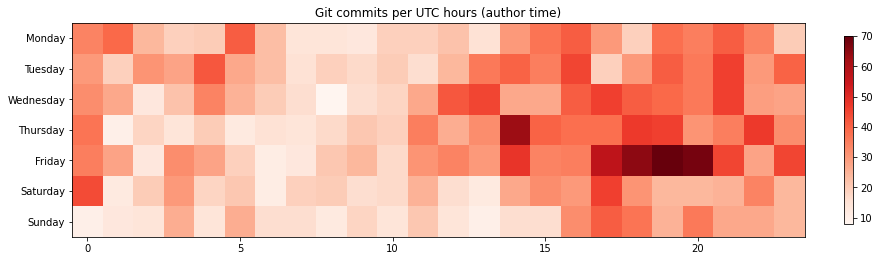 Git commits per UTC hours (author time)
Monday
Tuesday
Wednesday
Thursday
Friday
Saturday
Sunday
0 5 10 15 20
70
60
50
40
30
20
10